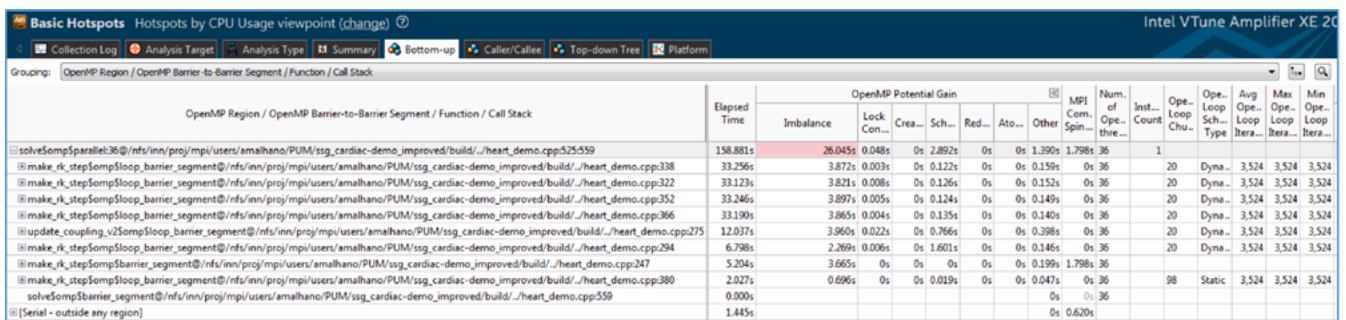 Basic Hotspots Hotspots by CPU Usage viewpoint (change) Intel VTune Amplifier XE 20
Collection Log Analysis Target Analysis Type Summary Bottom-up Caller/Callee Top-down Tree Platform
Grouping: OpenMP Region / OpenMP Barrier-to-Barrier Segment / Function / Call Stack
OpenMP Region / OpenMP Barrier-to-Barrier Segment / Function / Call Stack
Elapsed Time
OpenMP Potential Gain
Imbalance
Lock Con...
Crea...
Sch...
Red...
Ato...
Other
MPI Com. Spin...
Num. of Ope.. thre...
Inst... Count
Ope.. Loop Chu..
Ope.. Loop Sch... Type
Avg Ope.. Loop Itera...
Max Ope.. Loop Itera...
Min Ope.. Loop Itera...
solve$omp$parallel:36@/nfs/inn/proj/mpi/users/amalhano/PUM/ssg_cardiac-demo_improved/build/../heart_demo.cpp:525:559 158.881s 26.045s 0.048s 0s 2.892s 0s 0s 1.390s 1.798s 36 1
make_rk_step$omp$loop_barrier_segment@/nfs/inn/proj/mpi/users/amalhano/PUM/ssg_cardiac-demo_improved/build/../heart_demo.cpp:338 33.256s 3.872s 0.003s 0s 0.122s 0s 0s 0.159s 0s 36 20 Dyna.. 3,524 3,524 3,524
make_rk_step$omp$loop_barrier_segment@/nfs/inn/proj/mpi/users/amalhano/PUM/ssg_cardiac-demo_improved/build/../heart_demo.cpp:322 33.123s 3.821s 0.008s 0s 0.126s 0s 0s 0.152s 0s 36 20 Dyna.. 3,524 3,524 3,524
make_rk_step$omp$loop_barrier_segment@/nfs/inn/proj/mpi/users/amalhano/PUM/ssg_cardiac-demo_improved/build/../heart_demo.cpp:352 33.246s 3.897s 0.005s 0s 0.124s 0s 0s 0.149s 0s 36 20 Dyna.. 3,524 3,524 3,524
make_rk_step$omp$loop_barrier_segment@/nfs/inn/proj/mpi/users/amalhano/PUM/ssg_cardiac-demo_improved/build/../heart_demo.cpp:366 33.190s 3.865s 0.004s 0s 0.135s 0s 0s 0.140s 0s 36 20 Dyna.. 3,524 3,524 3,524
update_coupling_v2$omp$loop_barrier_segment@/nfs/inn/proj/mpi/users/amalhano/PUM/ssg_cardiac-demo_improved/build/../heart_demo.cpp:275 12.037s 3.960s 0.022s 0s 0.766s 0s 0s 0.398s 0s 36 20 Dyna.. 3,524 3,524 3,524
make_rk_step$omp$loop_barrier_segment@/nfs/inn/proj/mpi/users/amalhano/PUM/ssg_cardiac-demo_improved/build/../heart_demo.cpp:294 6.798s 2.269s 0.006s 0s 1.601s 0s 0s 0.146s 0s 36 20 Dyna.. 3,524 3,524 3,524
make_rk_step$omp$barrier_segment@/nfs/inn/proj/mpi/users/amalhano/PUM/ssg_cardiac-demo_improved/build/../heart_demo.cpp:247 5.204s 3.665s 0s 0s 0s 0s 0s 0.199s 1.798s 36
make_rk_step$omp$loop_barrier_segment@/nfs/inn/proj/mpi/users/amalhano/PUM/ssg_cardiac-demo_improved/build/../heart_demo.cpp:380 2.027s 0.696s 0s 0s 0.019s 0s 0s 0.047s 0s 36 98 Static 3,524 3,524 3,524
solve$omp$barrier_segment@/nfs/inn/proj/mpi/users/amalhano/PUM/ssg_cardiac-demo_improved/build/../heart_demo.cpp:559 0.000s 0s 0s 36
[Serial - outside any region] 1.445s 0s 0.620s